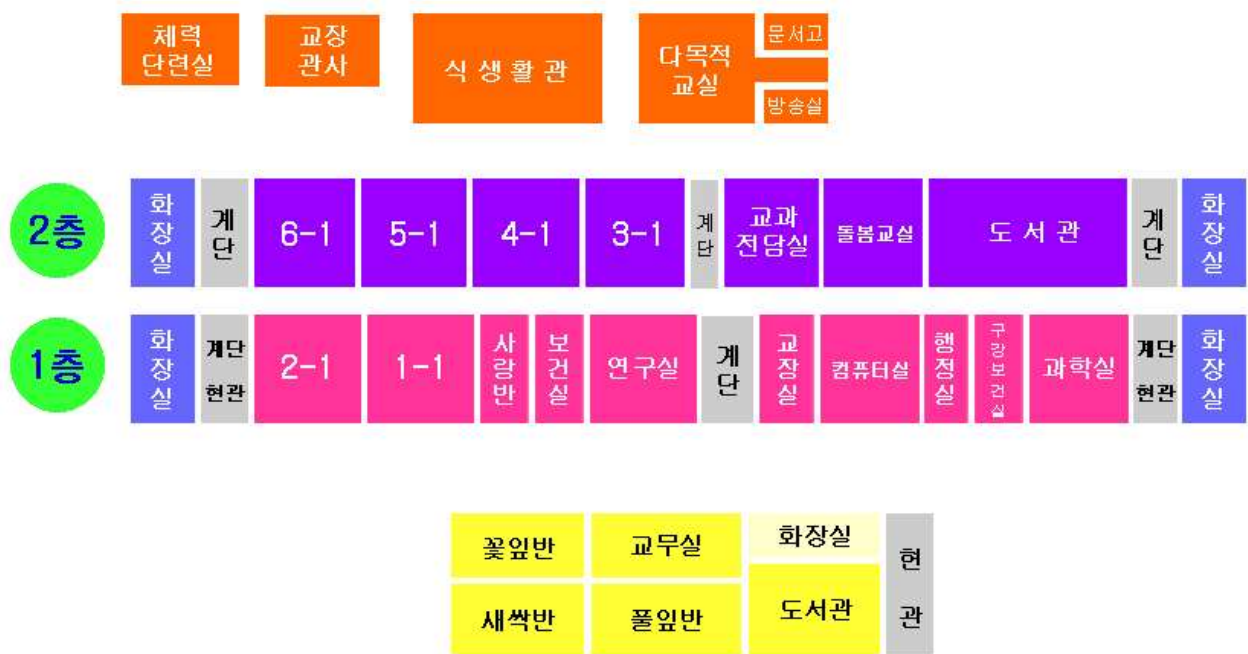 체력
단련실
교장
관사
식 생 활 관
다목적
교실
문서고
방송실
2층
화
장
실
계
단
6-1
5-1
4-1
3-1
계
단
교과
전담실
돌봄교실
도 서 관
계
단
화
장
실
1층
화
장
실
계단
현관
2-1
1-1
사
랑
반
보
건
실
연구실
계
단
교
장
실
컴퓨터실
행
정
실
구
강
보
건
실
과학실
계단
현관
화
장
실
꽃잎반
교무실
화장실
현
관
새싹반
풀잎반
도서관